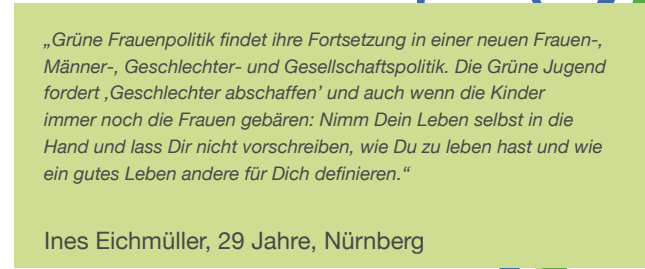 „Grüne Frauenpolitik findet ihre Fortsetzung in einer neuen Frauen-,
Männer-, Geschlechter- und Gesellschaftspolitik. Die Grüne Jugend
fordert ‚Geschlechter abschaffen’ und auch wenn die Kinder
immer noch die Frauen gebären: Nimm Dein Leben selbst in die
Hand und lass Dir nicht vorschreiben, wie Du zu leben hast und wie
ein gutes Leben andere für Dich definieren.“
Ines Eichmüller, 29 Jahre, Nürnberg